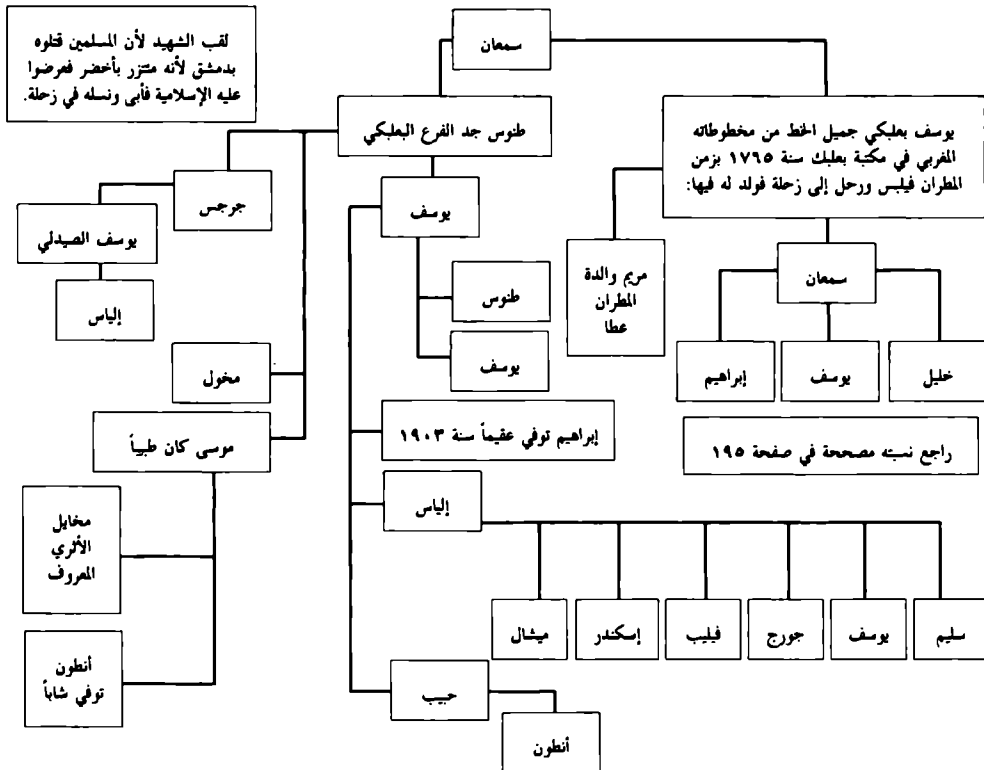 سمعان
لقب الشهيد لأن المسلمين قتلوه
بدمشق لأنه متزر بأخضر فعرضوا
عليه الإسلامية فأبى ونسله في زحلة.
يوسف بعلبكي جميل الخط من مخطوطاته
المغربي في مكتبة بعلبك سنة ١٧٦٥ بزمن
المطران فيلبس ورحل إلى زحلة فولد له فيها:
طنوس جد الفرع البعلبكي
جرجس
يوسف
يوسف الصيدلي
مريم والدة
المطران
عطا
سمعان
طنوس
إلياس
خليل
يوسف
إبراهيم
يوسف
مخول
إبراهيم توفي عقيماً سنة ١٩٠٣
موسى كان طبيباً
راجع نسبته مصححة في صفحة ١٩٥
إلياس
مخايل
الأثري
المعروف
سليم
يوسف
جورج
فيليب
إسكندر
ميشال
أنطون
توفي شاباً
حبيب
أنطون